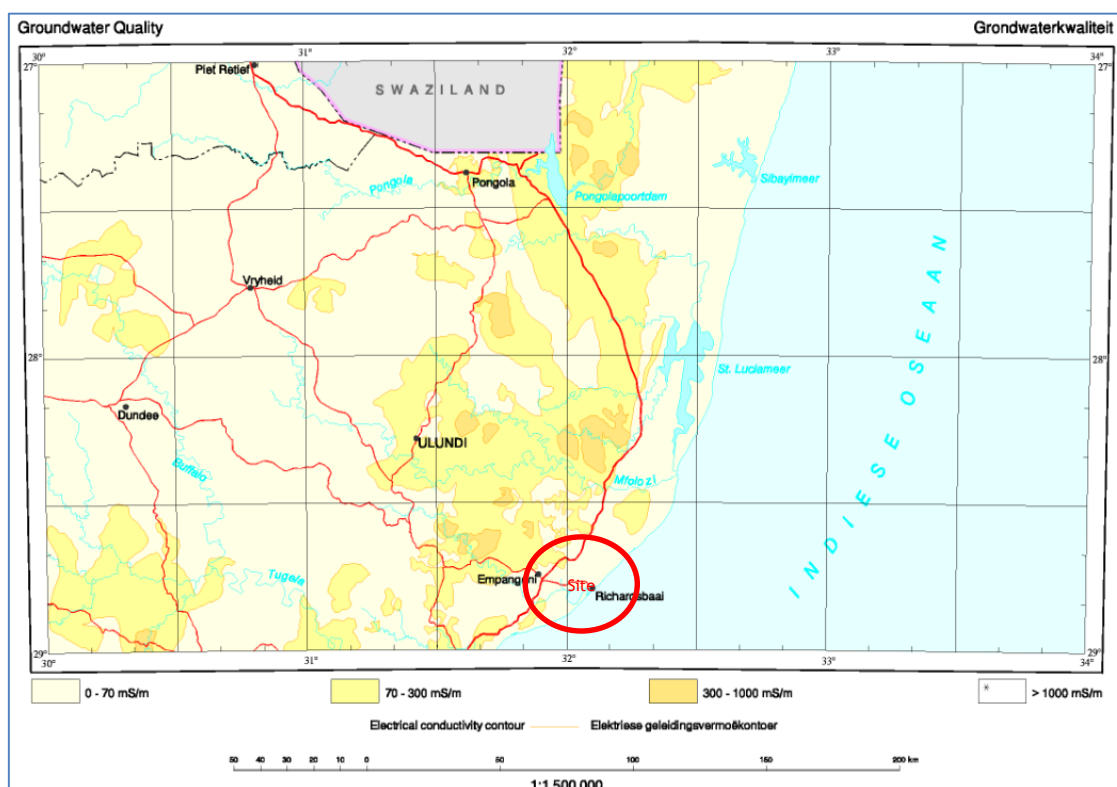 Groundwater Quality
Grondwaterkwaliteit
30° 31° 32° 33° 34°
27° 27°
Piet Retief
SWAZILAND
Pongola
Pongola
Pongolapoortdam
Sibayimeer
Vryheid
28° 28°
St. Luciameer
INDIESE OSEAAN
Dundee
ULUNDI
Buffalo
Mfolozi
Tugela
Empangeni
Site
Richardsbaai
29° 29°
30° 31° 32° 33° 34°
0 - 70 mS/m
70 - 300 mS/m
300 - 1000 mS/m
* > 1000 mS/m
Electrical conductivity contour
Elektriese geleidingsvermoëkontoer
50 40 30 20 10 0 50 100 150 200 km
1:1 500 000